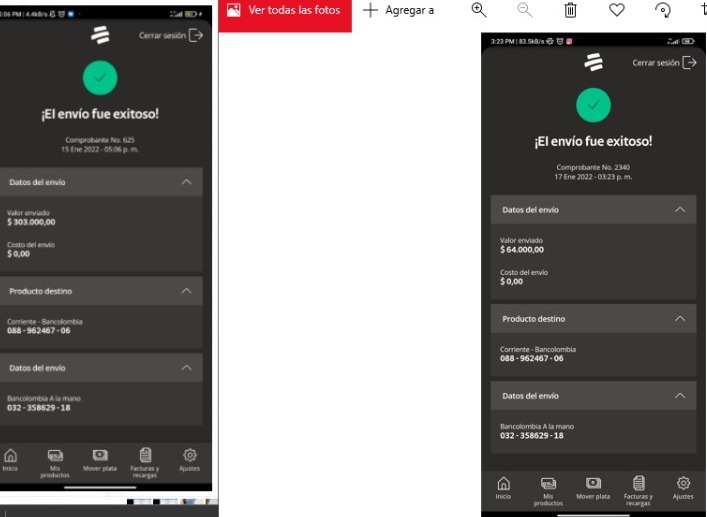 5:06 PM | 4.4kB/s
Cerrar sesión
¡El envío fue exitoso!
Comprobante No. 625
15 Ene 2022 - 05:06 p. m.
Datos del envío
Valor enviado
$ 303.000,00
Costo del envío
$ 0,00
Producto destino
Corriente - Bancolombia
088 - 962467 - 06
Datos del envío
Bancolombia A la mano
032 - 358629 - 18
Inicio
Mis productos
Mover plata
Facturas y recargas
Ajustes
Ver todas las fotos
Agregar a
3:23 PM | 83.5kB/s
Cerrar sesión
¡El envío fue exitoso!
Comprobante No. 2340
17 Ene 2022 - 03:23 p. m.
Datos del envío
Valor enviado
$ 64.000,00
Costo del envío
$ 0,00
Producto destino
Corriente - Bancolombia
088 - 962467 - 06
Datos del envío
Bancolombia A la mano
032 - 358629 - 18
Inicio
Mis productos
Mover plata
Facturas y recargas
Ajustes